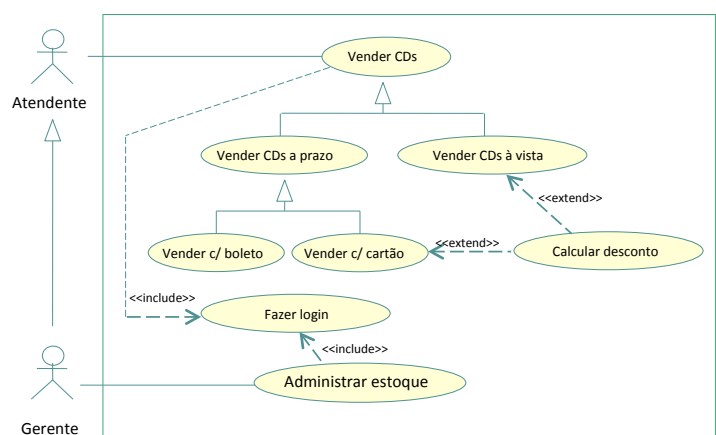 Vender CDs
Atendente
Vender CDs a prazo
Vender CDs à vista
<<extend>>
Vender c/ boleto
Vender c/ cartão
<<extend>>
Calcular desconto
<<include>>
Fazer login
<<include>>
Administrar estoque
Gerente